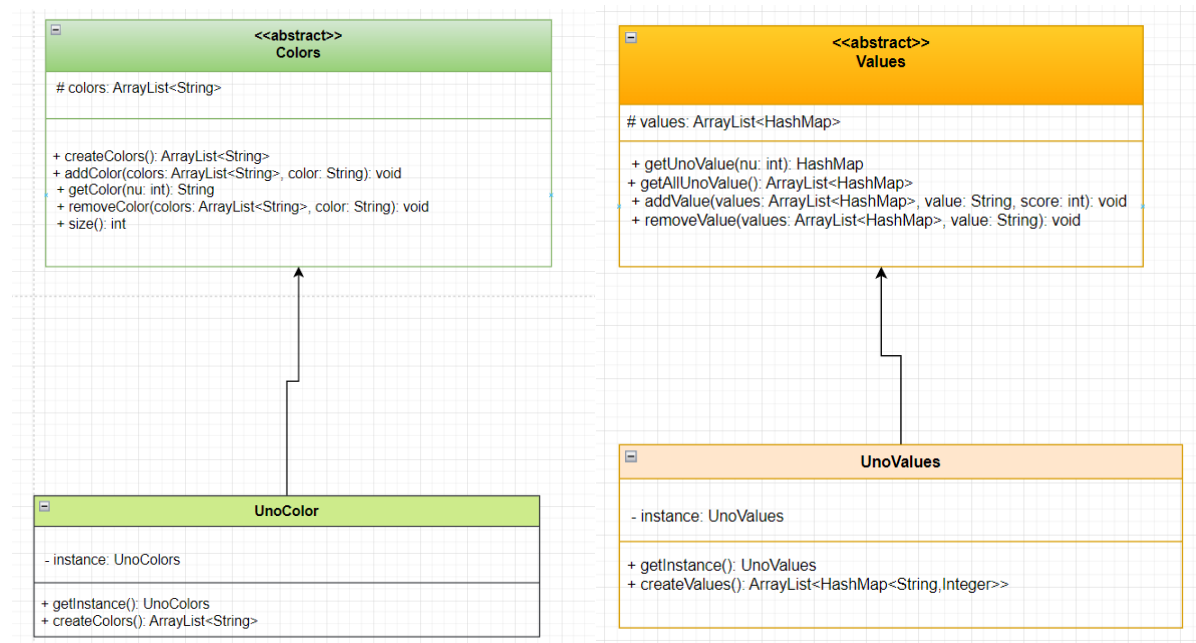 <<abstract>>
Colors
# colors: ArrayList<String>
+ createColors(): ArrayList<String>
+ addColor(colors: ArrayList<String>, color: String): void
+ getColor(nu: int): String
+ removeColor(colors: ArrayList<String>, color: String): void
+ size(): int
UnoColor
- instance: UnoColors
+ getInstance(): UnoColors
+ createColors(): ArrayList<String>
<<abstract>>
Values
# values: ArrayList<HashMap>
+ getUnoValue(nu: int): HashMap
+ getAllUnoValue(): ArrayList<HashMap>
+ addValue(values: ArrayList<HashMap>, value: String, score: int): void
+ removeValue(values: ArrayList<HashMap>, value: String): void
UnoValues
- instance: UnoValues
+ getInstance(): UnoValues
+ createValues(): ArrayList<HashMap<String,Integer>>